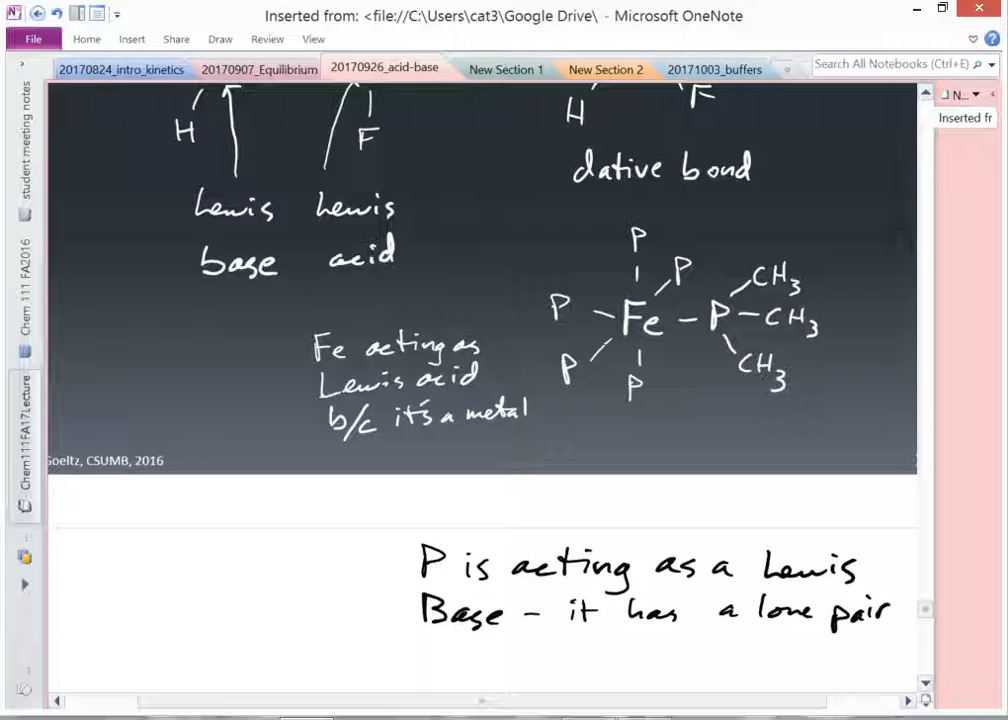 Inserted from: <file://C:\Users\cat3\Google Drive\ - Microsoft OneNote
File Home Insert Share Draw Review View
20170824_intro_kinetics 20170907_Equilibrium 20170926_acid-base New Section 1 New Section 2 20171003_buffers Search All Notebooks (Ctrl+E)
N...
Inserted fr
student meeting notes
Chem 111 FA2016
Chem111FA17Lecture
H F H F
dative bond
Lewis Lewis
base acid
P
P P CH3
Fe P CH3
P P CH3
Fe acting as
Lewis acid
b/c it's a metal
Goeltz, CSUMB, 2016
P is acting as a Lewis
Base - it has a lone pair